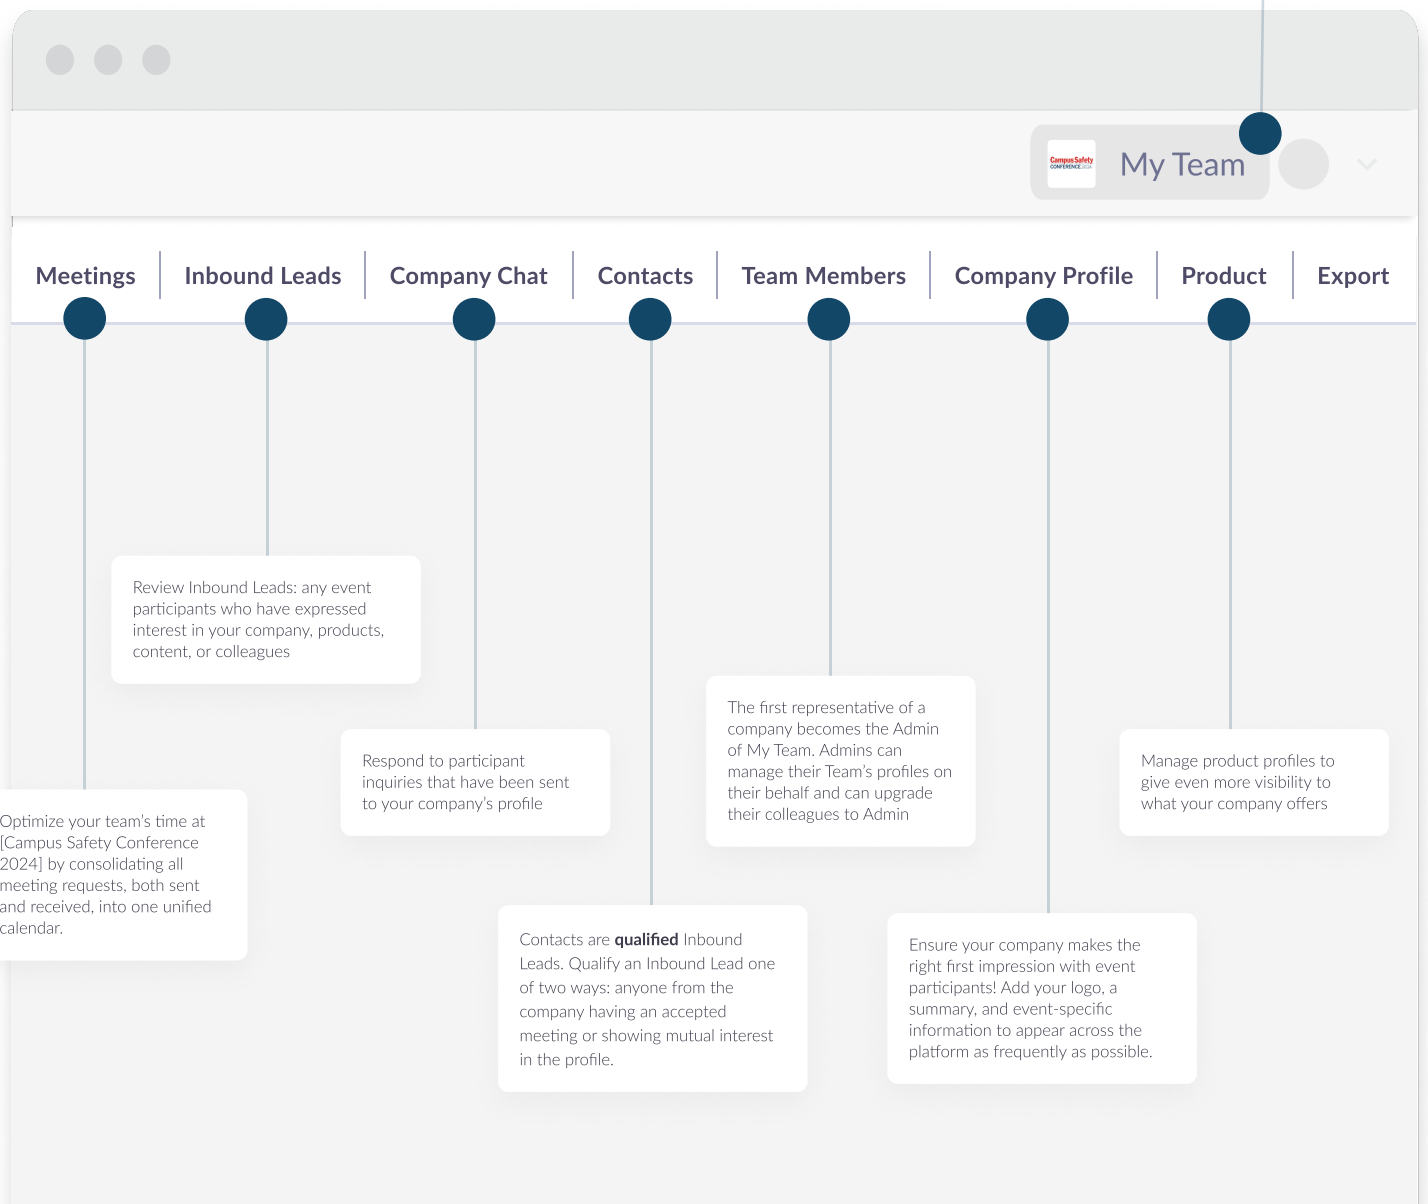 Campus Safety
CONFERENCE 2024
My Team
Meetings
Inbound Leads
Company Chat
Contacts
Team Members
Company Profile
Product
Export
Review Inbound Leads: any event
participants who have expressed
interest in your company, products,
content, or colleagues
The first representative of a
company becomes the Admin
of My Team. Admins can
manage their Team's profiles on
their behalf and can upgrade
their colleagues to Admin
Respond to participant
inquiries that have been sent
to your company's profile
Manage product profiles to
give even more visibility to
what your company offers
Optimize your team's time at
[Campus Safety Conference
2024] by consolidating all
meeting requests, both sent
and received, into one unified
calendar.
Contacts are qualified Inbound
Leads. Qualify an Inbound Lead one
of two ways: anyone from the
company having an accepted
meeting or showing mutual interest
in the profile.
Ensure your company makes the
right first impression with event
participants! Add your logo, a
summary, and event-specific
information to appear across the
platform as frequently as possible.